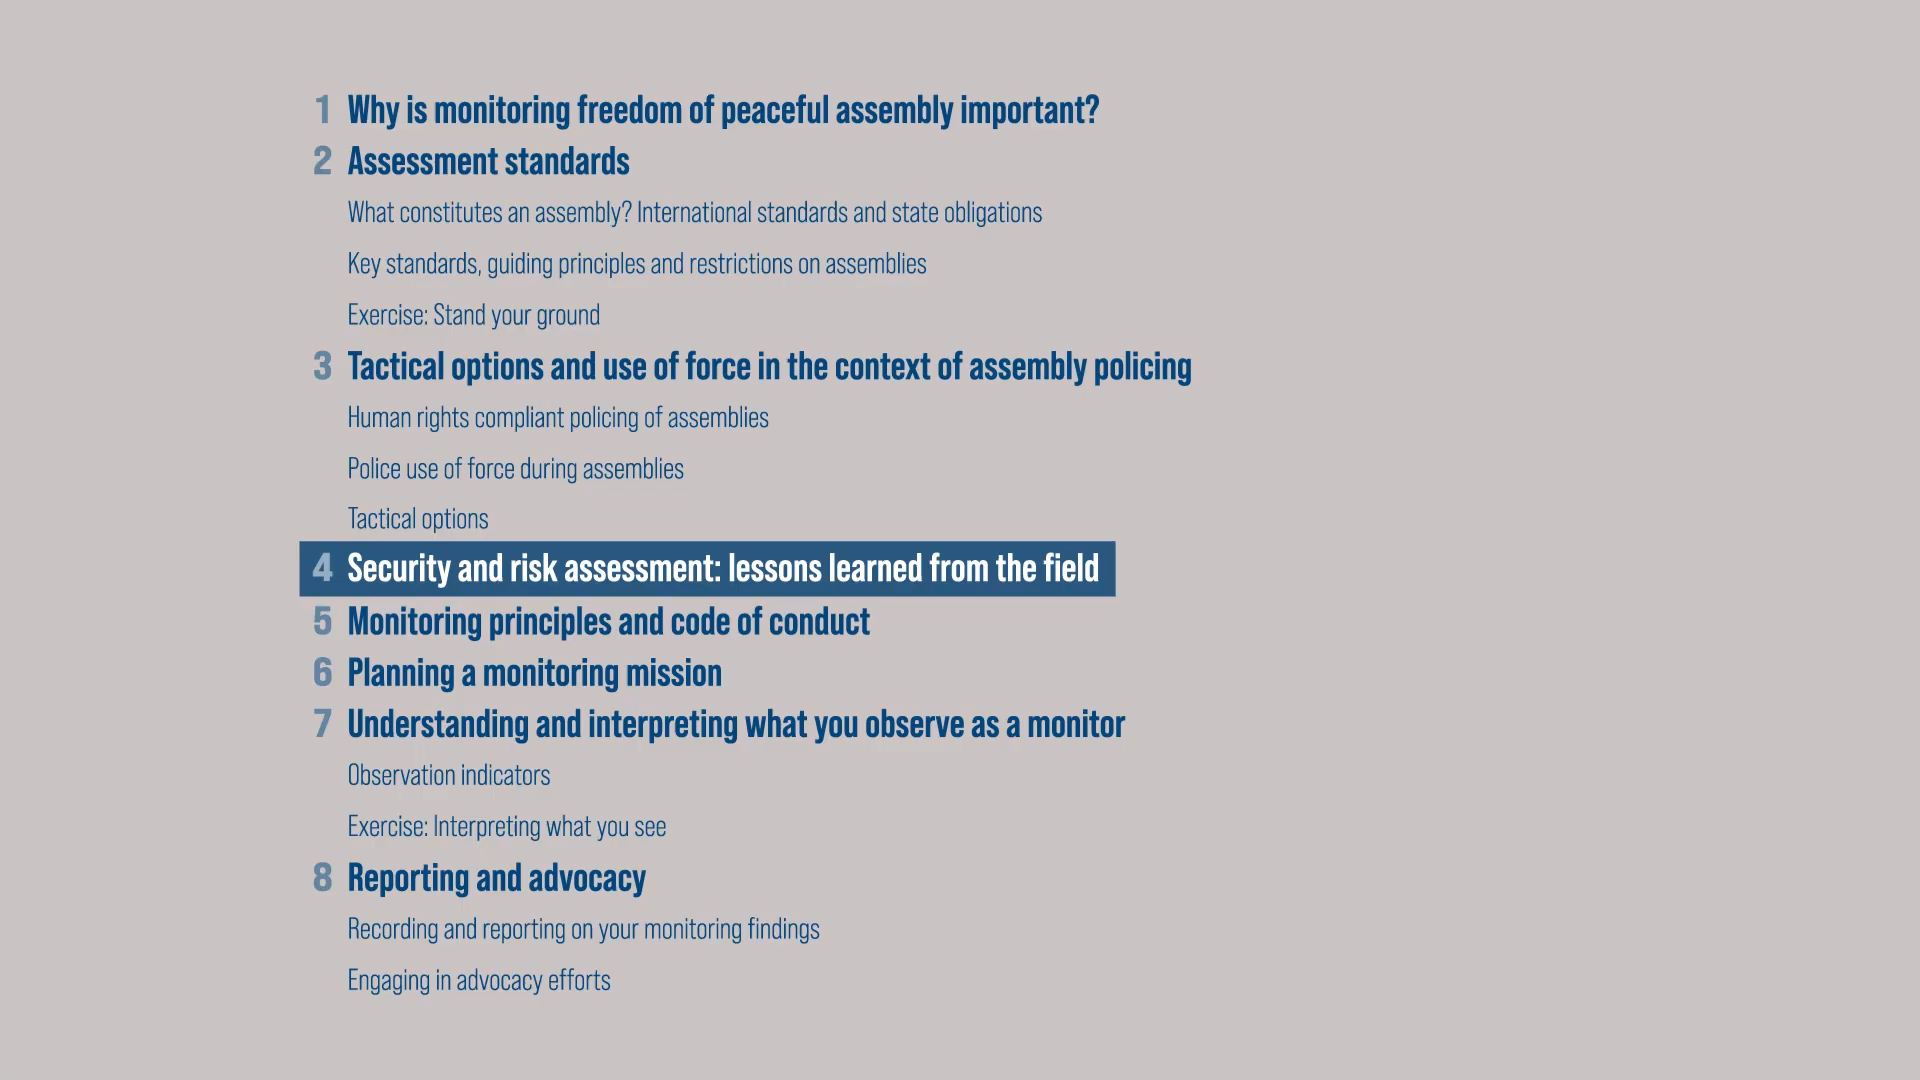 1 Why is monitoring freedom of peaceful assembly important?
2 Assessment standards
What constitutes an assembly? International standards and state obligations
Key standards, guiding principles and restrictions on assemblies
Exercise: Stand your ground
3 Tactical options and use of force in the context of assembly policing
Human rights compliant policing of assemblies
Police use of force during assemblies
Tactical options
4 Security and risk assessment: lessons learned from the field
5 Monitoring principles and code of conduct
6 Planning a monitoring mission
7 Understanding and interpreting what you observe as a monitor
Observation indicators
Exercise: Interpreting what you see
8 Reporting and advocacy
Recording and reporting on your monitoring findings
Engaging in advocacy efforts